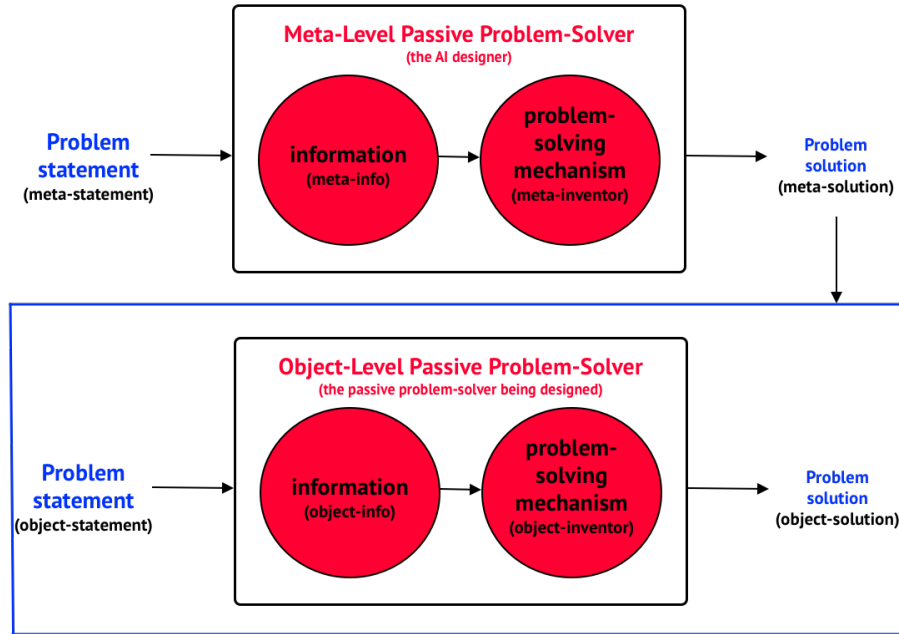 Meta-Level Passive Problem-Solver
(the AI designer)
Problem
statement
(meta-statement)
information
(meta-info)
problem-
solving
mechanism
(meta-inventor)
Problem
solution
(meta-solution)
Object-Level Passive Problem-Solver
(the passive problem-solver being designed)
Problem
statement
(object-statement)
information
(object-info)
problem-
solving
mechanism
(object-inventor)
Problem
solution
(object-solution)